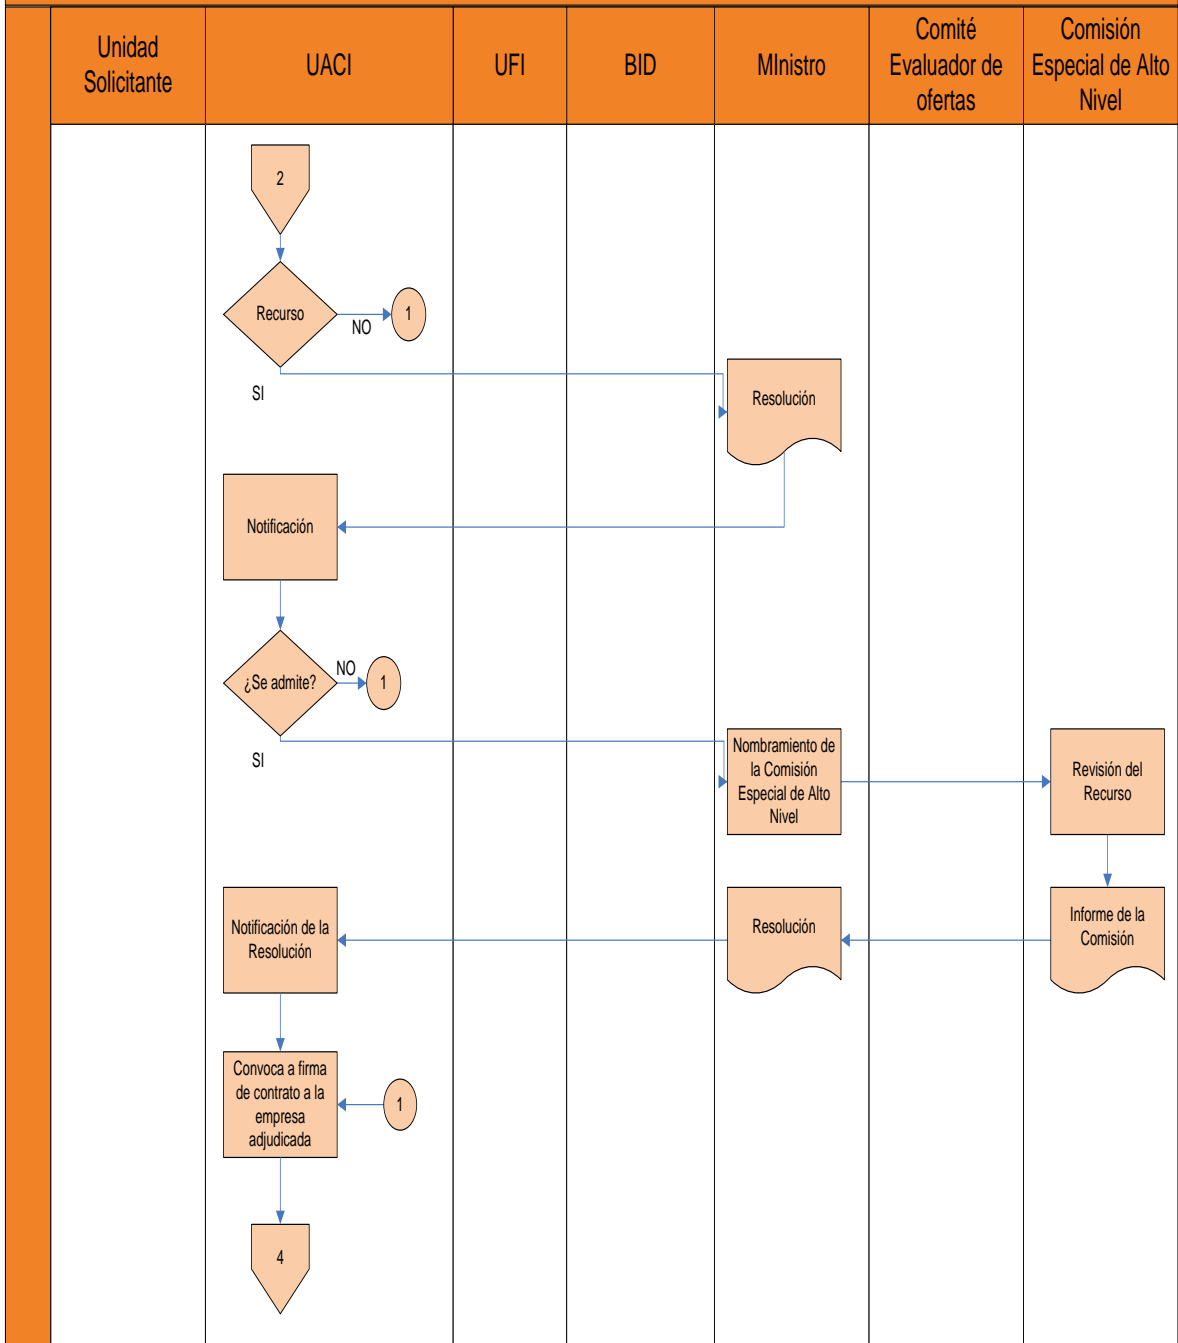 Unidad
Solicitante
UACI
UFI
BID
MInistro
Comité
Evaluador de
ofertas
Comisión
Especial de Alto
Nivel
2
Recurso
NO
1
SI
Resolución
Notificación
¿Se admite?
NO
1
SI
Nombramiento de
la Comisión
Especial de Alto
Nivel
Revisión del
Recurso
Notificación de la
Resolución
Resolución
Informe de la
Comisión
Convoca a firma
de contrato a la
empresa
adjudicada
1
4